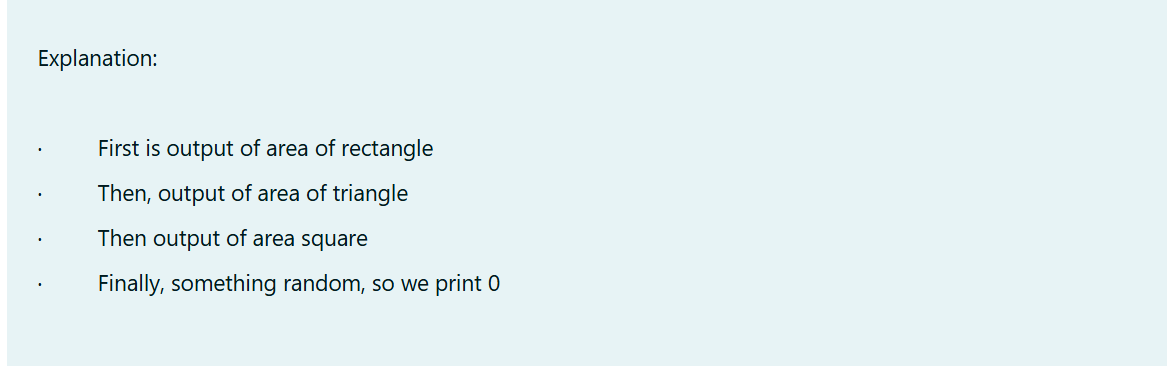 Explanation:
· First is output of area of rectangle
· Then, output of area of triangle
· Then output of area square
· Finally, something random, so we print 0